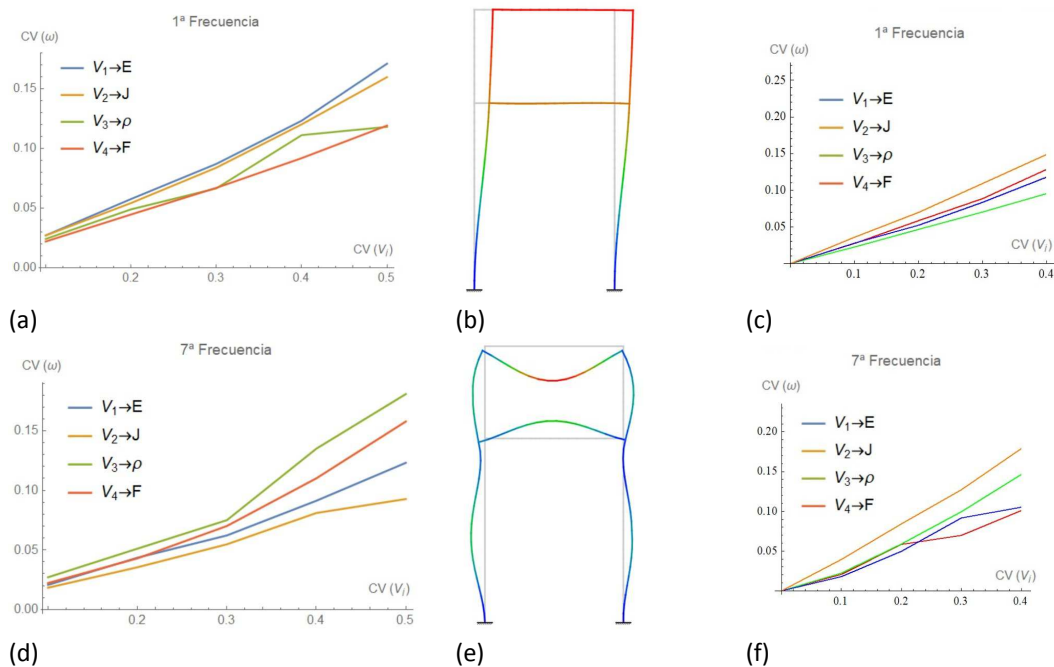 1ª Frecuencia
CV (ω)
V₁→E
V₂→J
V₃→ρ
V₄→F
0.15
0.10
0.05
0.00
CV (Vᵢ)
0.2 0.3 0.4 0.5
(a)
(b)
1ª Frecuencia
CV (ω)
0.25
0.20
0.15
0.10
0.05
V₁→E
V₂→J
V₃→ρ
V₄→F
CV (Vᵢ)
0.1 0.2 0.3 0.4
(c)
7ª Frecuencia
CV (ω)
V₁→E
V₂→J
V₃→ρ
V₄→F
0.20
0.15
0.10
0.05
0.00
CV (Vᵢ)
0.2 0.3 0.4 0.5
(d)
(e)
7ª Frecuencia
CV (ω)
V₁→E
V₂→J
V₃→ρ
V₄→F
0.20
0.15
0.10
0.05
CV (Vᵢ)
0.1 0.2 0.3 0.4
(f)